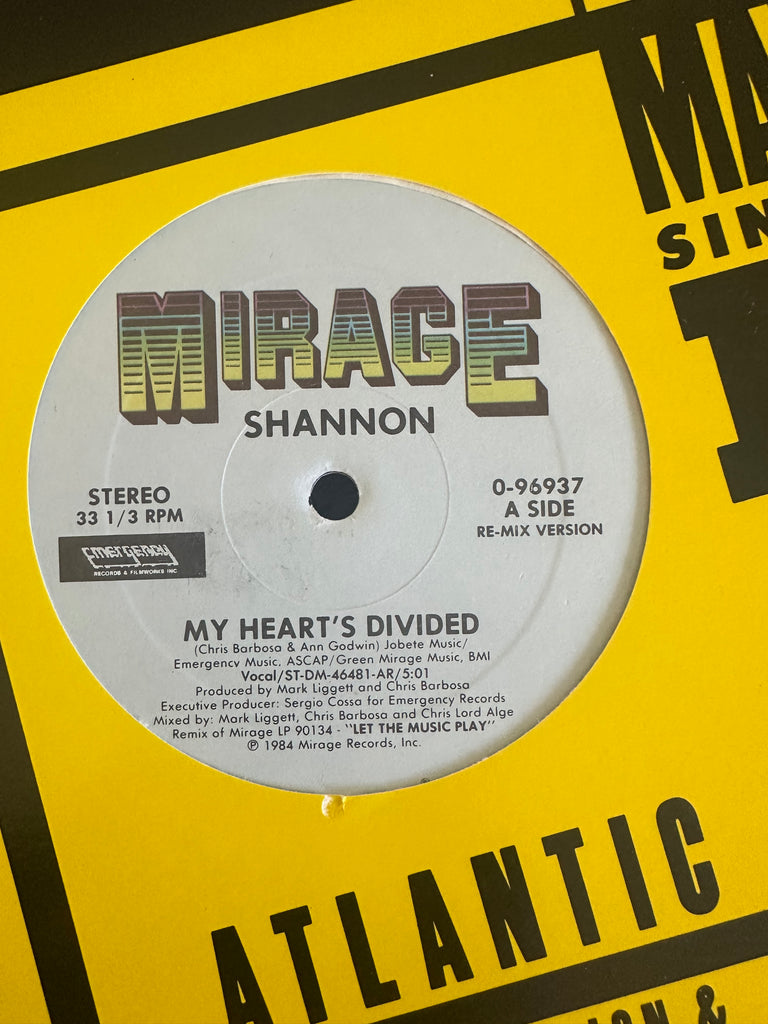 MIRAGE
SHANNON
STEREO
33 1/3 RPM
EMERGENCY
RECORDS & FILMWORKS INC
0-96937
A SIDE
RE-MIX VERSION
MY HEART'S DIVIDED
(Chris Barbosa & Ann Godwin) Jobete Music/
Emergency Music, ASCAP/Green Mirage Music, BMI
Vocal/ST-DM-46481-AR/5:01
Produced by Mark Liggett and Chris Barbosa
Executive Producer: Sergio Cossa for Emergency Records
Mixed by: Mark Liggett, Chris Barbosa and Chris Lord Alge
Remix of Mirage LP 90134 - "LET THE MUSIC PLAY"
℗ 1984 Mirage Records, Inc.
MA
SIN
ATLANTIC
&